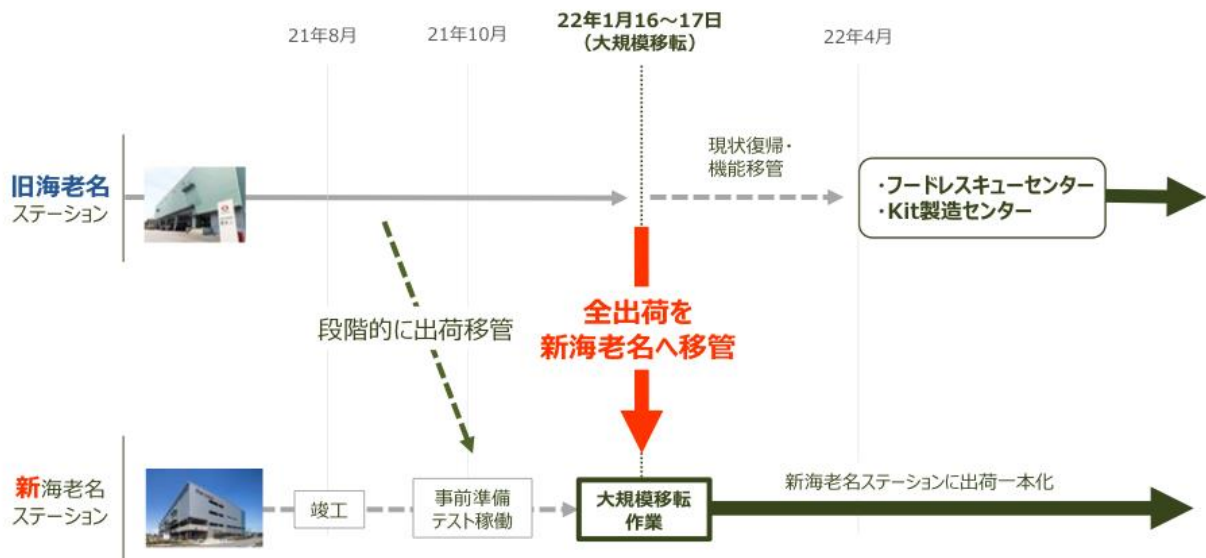 21年8月
21年10月
22年1月16～17日
（大規模移転）
22年4月
旧海老名
ステーション
現状復帰・
機能移管
・フードレスキューセンター
・Kit製造センター
段階的に出荷移管
全出荷を
新海老名へ移管
新海老名
ステーション
竣工
事前準備
テスト稼働
大規模移転
作業
新海老名ステーションに出荷一本化